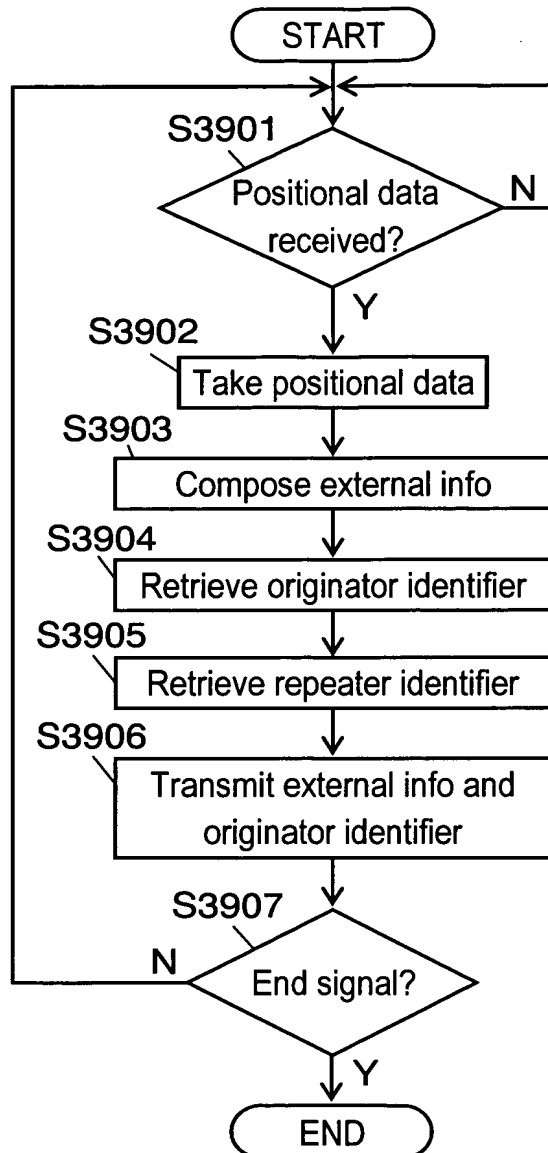 START
S3901
Positional data
received?
N
Y
S3902
Take positional data
S3903
Compose external info
S3904
Retrieve originator identifier
S3905
Retrieve repeater identifier
S3906
Transmit external info and
originator identifier
S3907
N
End signal?
Y
END